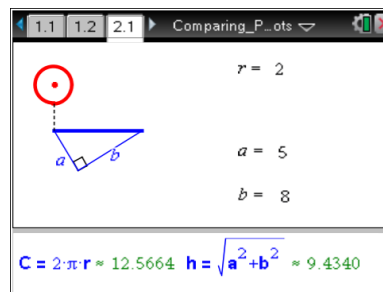 1.1 1.2 2.1 Comparing_P…ots
r = 2
a b
a = 5
b = 8
C = 2·π·r ≈ 12.5664 h = √(a²+b²) ≈ 9.4340